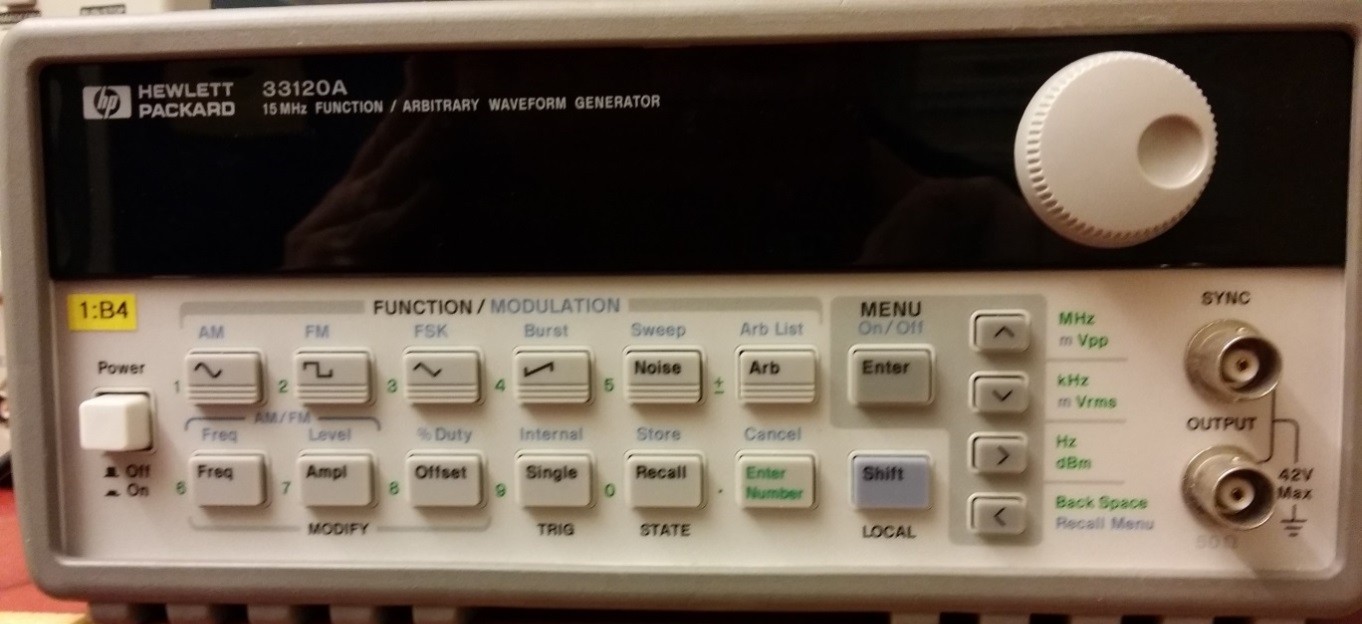 hp HEWLETT PACKARD 33120A
15 MHz FUNCTION / ARBITRARY WAVEFORM GENERATOR
1:B4
FUNCTION / MODULATION
AM FM FSK Burst Sweep Arb List
1 2 3 4 5 Noise ± Arb
AM/FM
Freq Level % Duty Internal Store Cancel
6 Freq 7 Ampl 8 Offset 9 Single 0 Recall . Enter Number
MODIFY TRIG STATE
Power
Off
On
MENU
On/Off
Enter
Shift
LOCAL
^ MHz
m Vpp
v kHz
m Vrms
> Hz
dBm
< Back Space
Recall Menu
SYNC
OUTPUT
42V
Max
50Ω